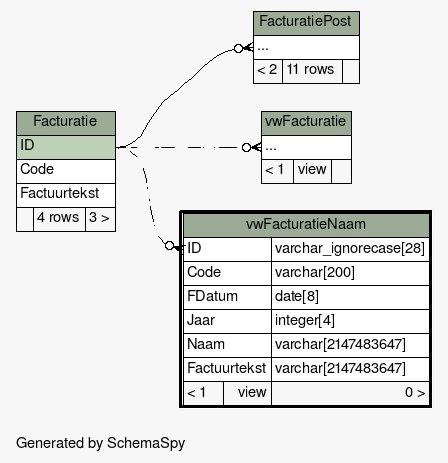 FacturatiePost
...
< 2 11 rows
Facturatie
ID
Code
Factuurtekst
4 rows 3 >
vwFacturatie
...
< 1 view
vwFacturatieNaam
ID varchar_ignorecase[28]
Code varchar[200]
FDatum date[8]
Jaar integer[4]
Naam varchar[2147483647]
Factuurtekst varchar[2147483647]
< 1 view 0 >
Generated by SchemaSpy